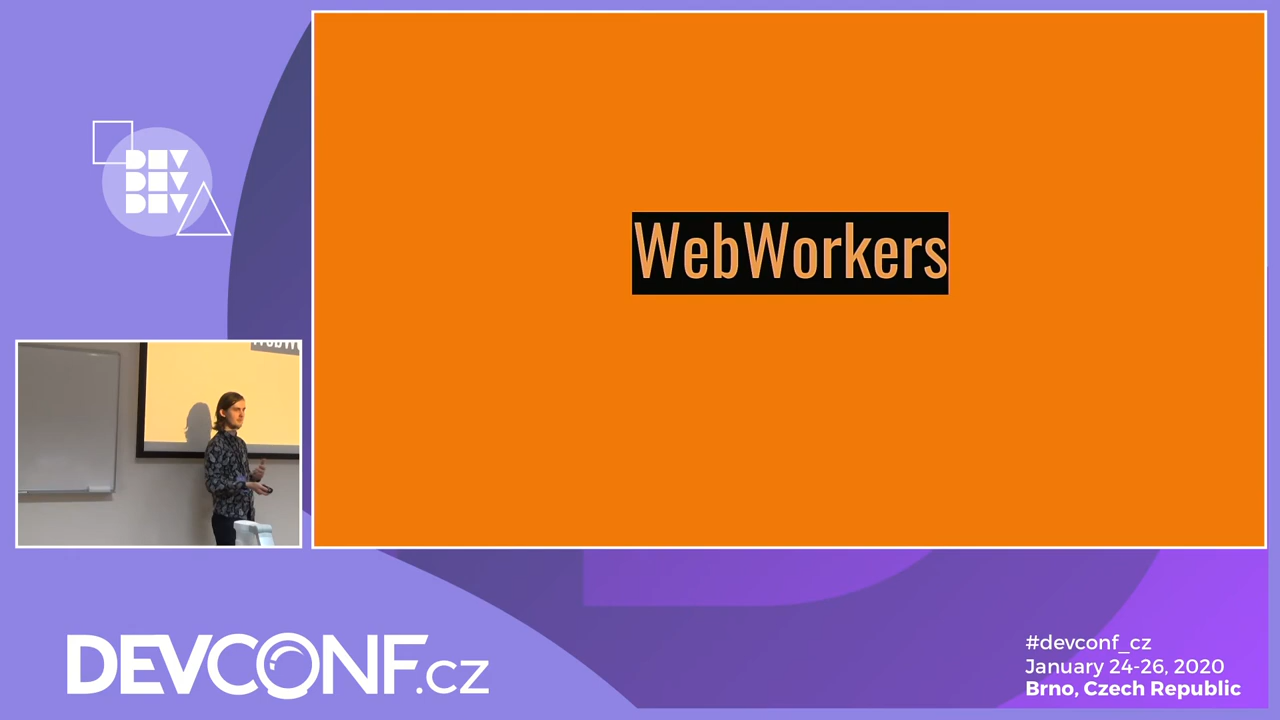 WebWorkers
DEV
DEV
DEV
DEVCONF.cz
#devconf_cz
January 24-26, 2020
Brno, Czech Republic